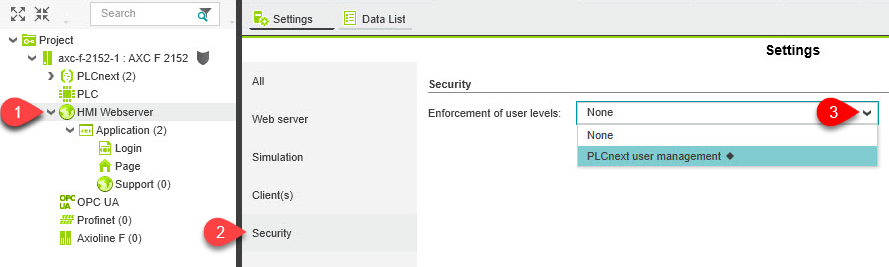 Search
Project
axc-f-2152-1 : AXC F 2152
PLCnext (2)
PLC
1
HMI Webserver
Application (2)
Login
Page
Support (0)
OPC UA
OPC UA
Profinet (0)
Axioline F (0)
Settings
Data List
Settings
All
Web server
Simulation
Client(s)
2
Security
Security
Enforcement of user levels:
None
3
None
PLCnext user management ◆